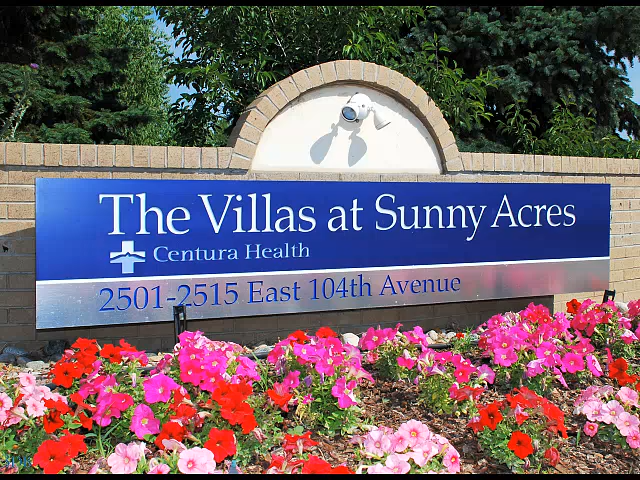 The Villas at Sunny Acres
Centura Health
2501-2515 East 104th Avenue